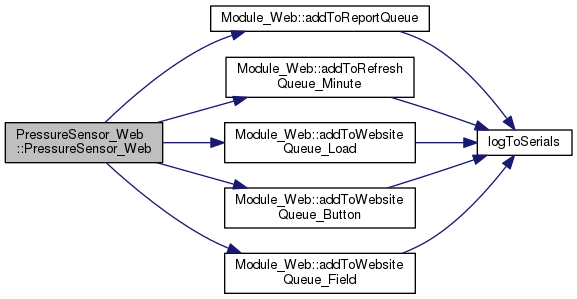 Module_Web::addToReportQueue
Module_Web::addToRefresh
Queue_Minute
PressureSensor_Web
::PressureSensor_Web
Module_Web::addToWebsite
Queue_Load
logToSerials
Module_Web::addToWebsite
Queue_Button
Module_Web::addToWebsite
Queue_Field